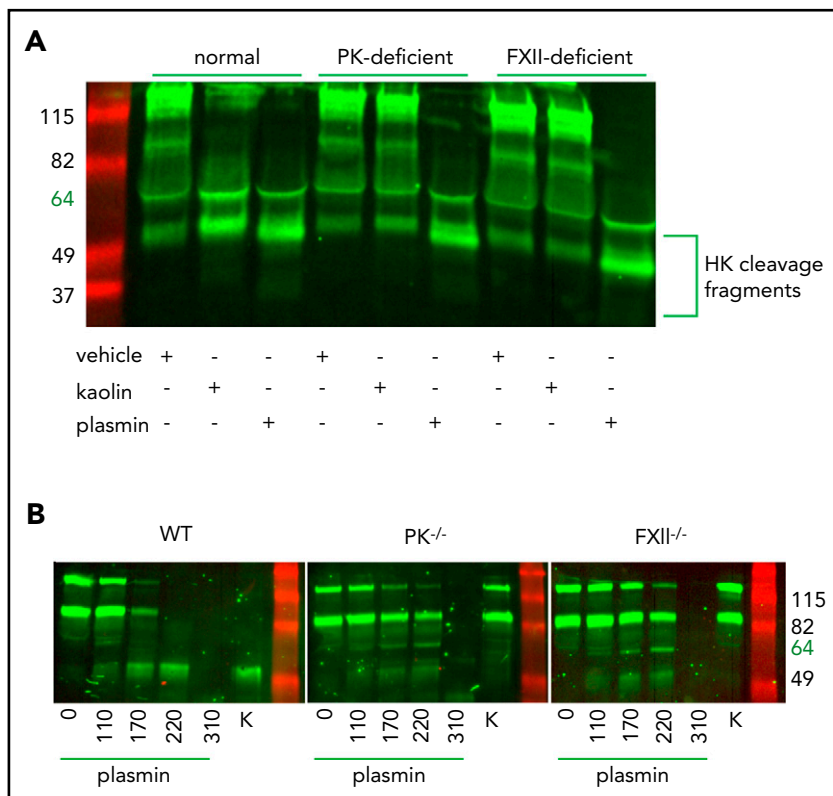 A
normal PK-deficient FXII-deficient
115
82
64
49
37
HK cleavage
fragments
vehicle + - - + - - + - -
kaolin - + - - + - - + -
plasmin - - + - - + - - +
B
WT PK-/- FXII-/-
115
82
64
49
0 110 170 220 310 K 0 110 170 220 310 K 0 110 170 220 310 K
plasmin plasmin plasmin